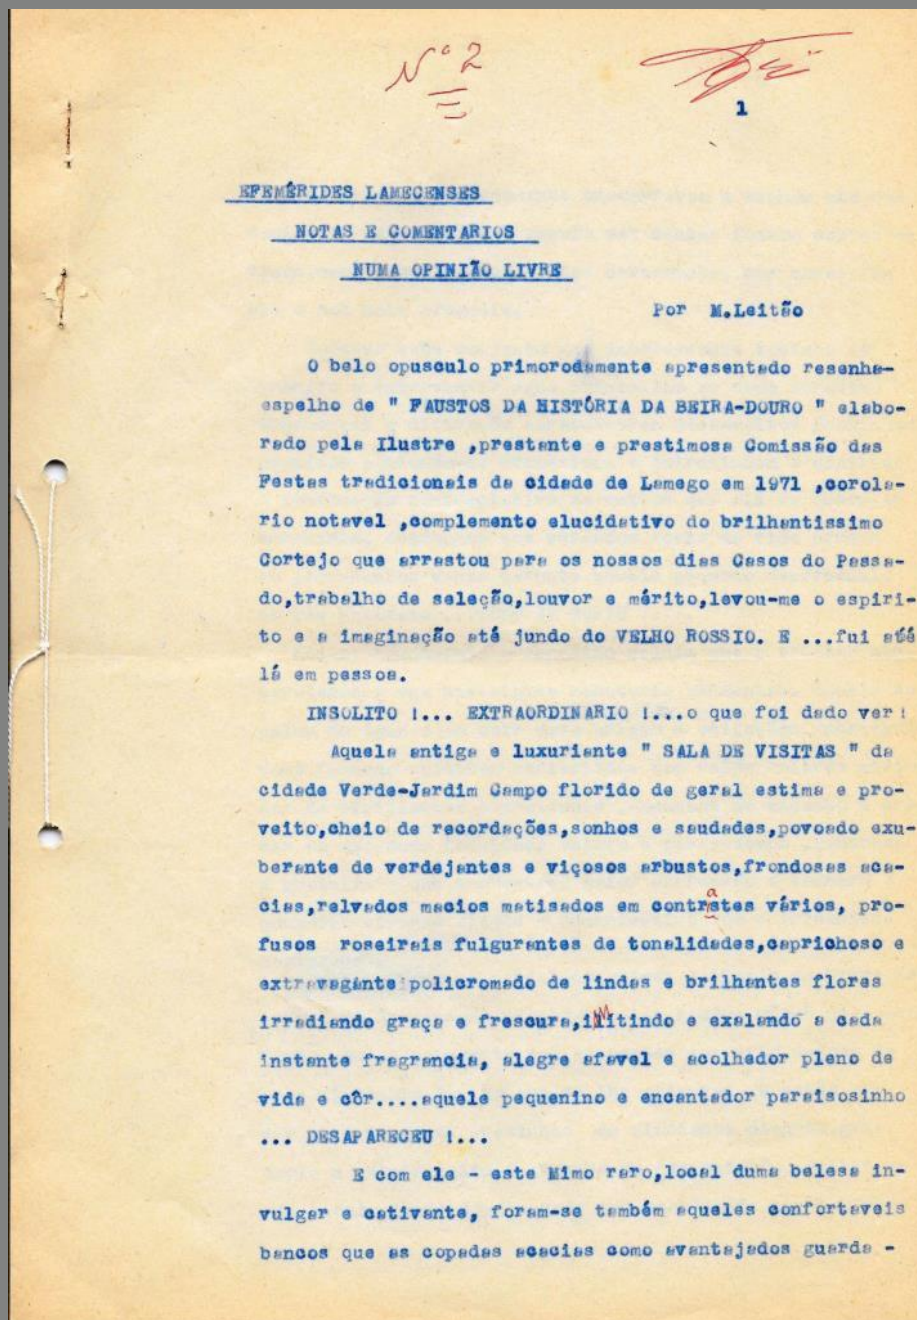 Nº 2
1
EFEMÉRIDES LAMECENSES
NOTAS E COMENTARIOS
NUMA OPINIÃO LIVRE
Por M.Leitão
O belo opusculo primorodamente apresentado resenha-
espelho de " FAUSTOS DA HISTÓRIA DA BEIRA-DOURO " elabo-
rado pela Ilustre ,prestante e prestimosa Comissão das
Festas tradicionais da cidade de Lamego em 1971 ,corola-
rio notavel ,complemento elucidativo do brilhantissimo
Cortejo que arrastou para os nossos dias Casos do Passa-
do,trabalho de seleção,louvor e mérito,levou-me o espiri-
to e a imaginação até jundo do VELHO ROSSIO. E ...fui até
lá em pessoa.
INSOLITO !... EXTRAORDINARIO !...o que foi dado ver!
Aquela antiga e luxuriante " SALA DE VISITAS " da
cidade Verde-Jardim Campo florido de geral estima e pro-
veito,cheio de recordações,sonhos e saudades,povoado exu-
berante de verdejantes e viçosos arbustos,frondosas aca-
cias,relvados macios matisados em contrastes vários, pro-
fusos roseirais fulgurantes de tonalidades,caprichoso e
extravagante policromado de lindas e brilhantes flores
irradiando graça e frescura,imitindo e exalando a cada
instante fragrancia, alegre afavel e acolhedor pleno de
vida e côr....aquele pequenino e encantador paraisosinho
... DESAPARECEU !...
E com ele - este Mimo raro,local duma belesa in-
vulgar e cativante, foram-se também aqueles confortaveis
bancos que as copadas acacias como avantajados guarda -